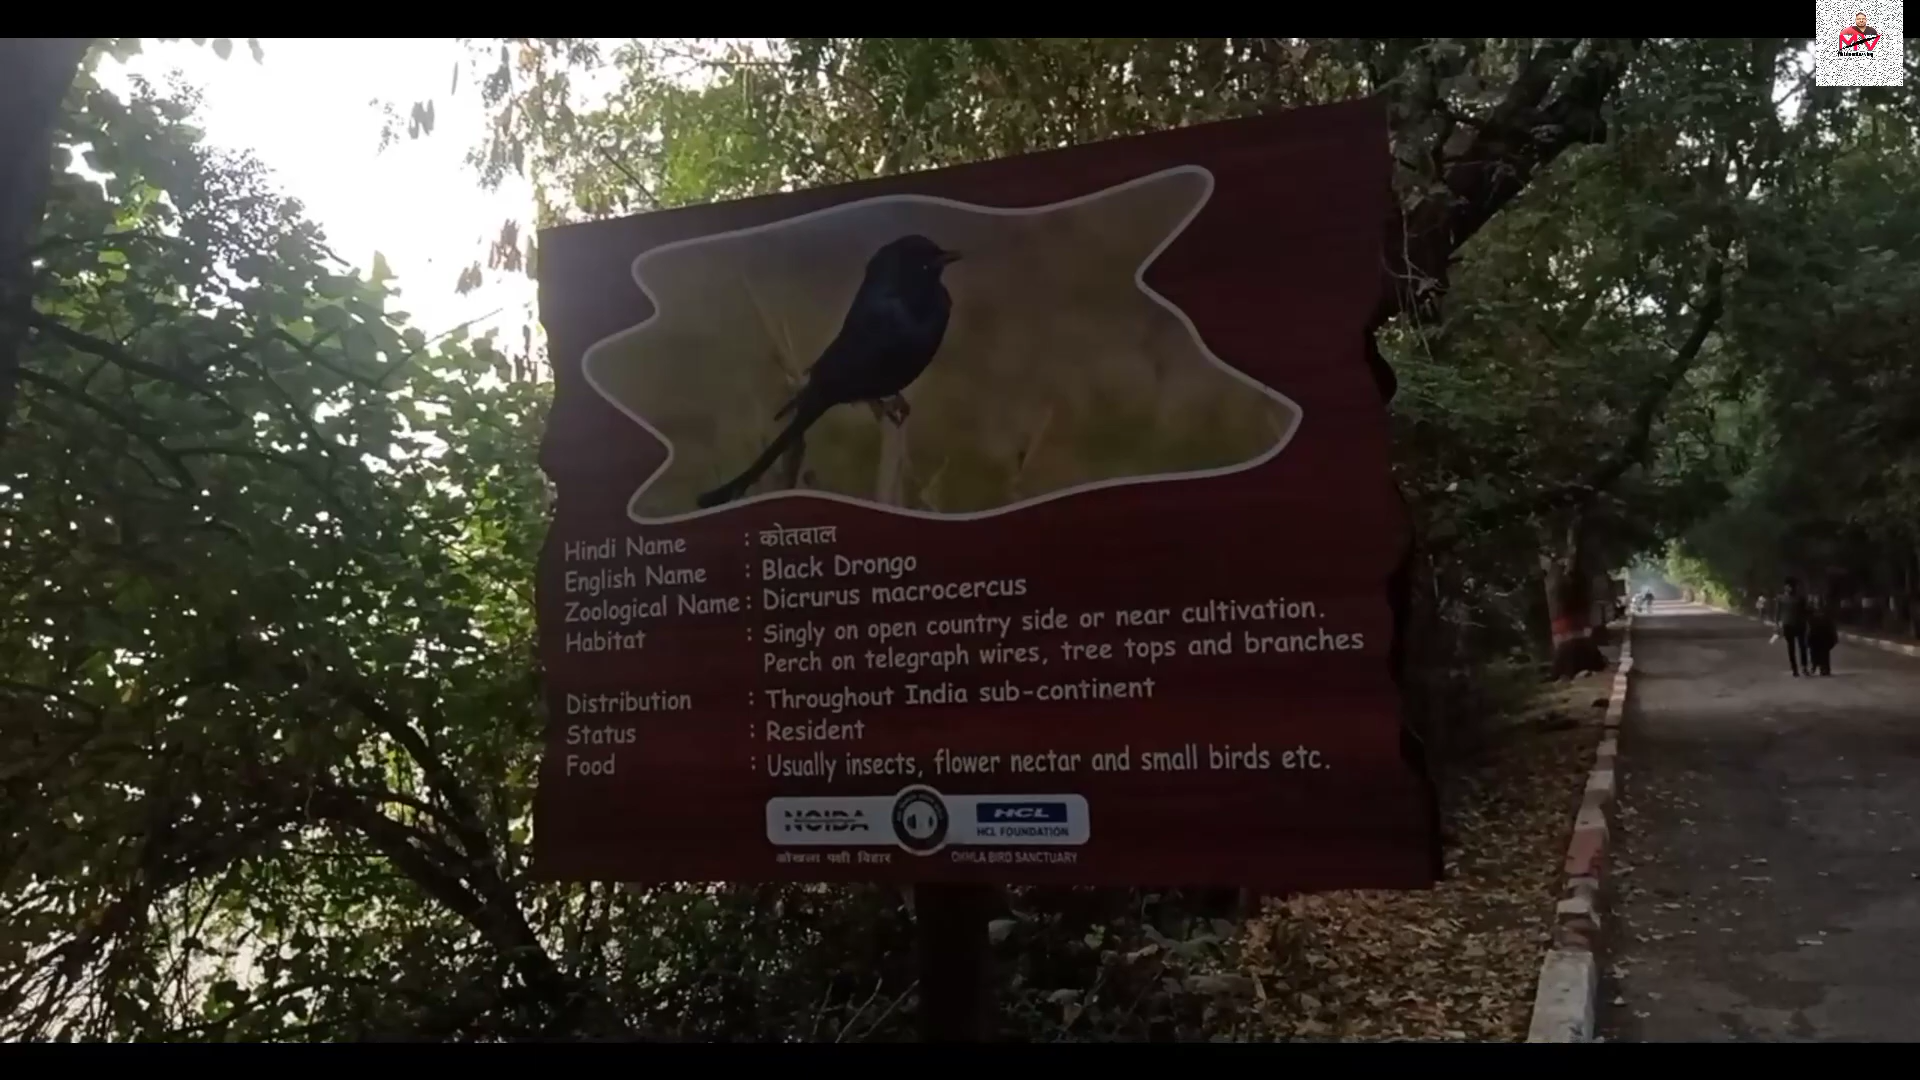 Hindi Name : कोतवाल
English Name : Black Drongo
Zoological Name : Dicrurus macrocercus
Habitat : Singly on open country side or near cultivation.
Perch on telegraph wires, tree tops and branches
Distribution : Throughout India sub-continent
Status : Resident
Food : Usually insects, flower nectar and small birds etc.
NOIDA
HCL
HCL FOUNDATION
ओखला पक्षी विहार
OKHLA BIRD SANCTUARY